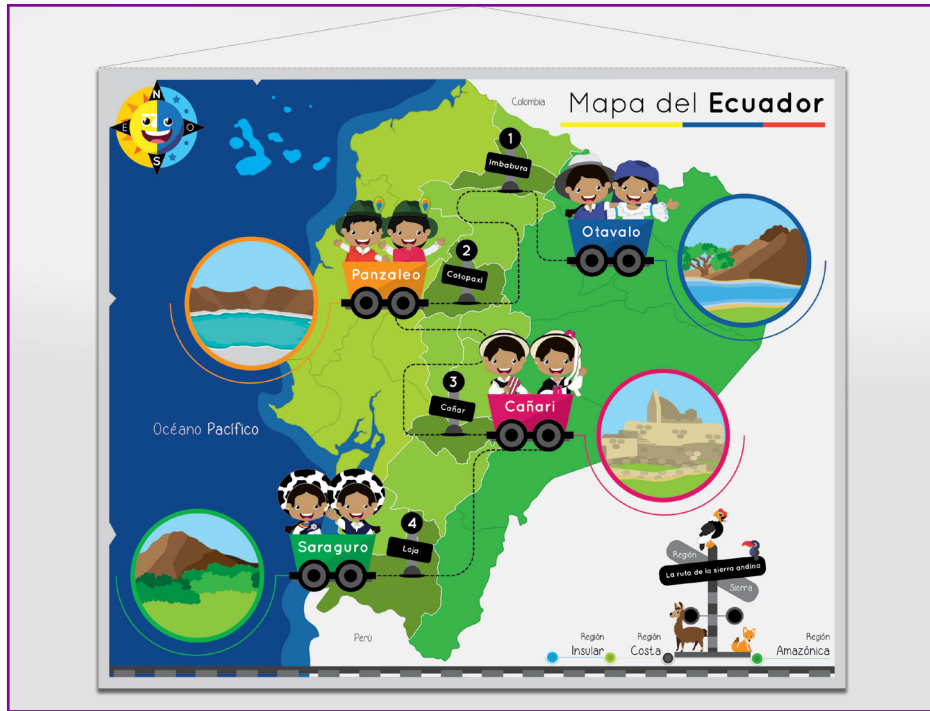 Mapa del Ecuador
Colombia
N
E
O
S
1
Imbabura
Otavalo
Panzaleo
2
Cotopaxi
3
Cañar
Cañari
Océano Pacífico
Saraguro
4
Loja
Perú
Región
La ruta de la sierra andina
Sierra
Región
Insular
Región
Costa
Región
Amazónica